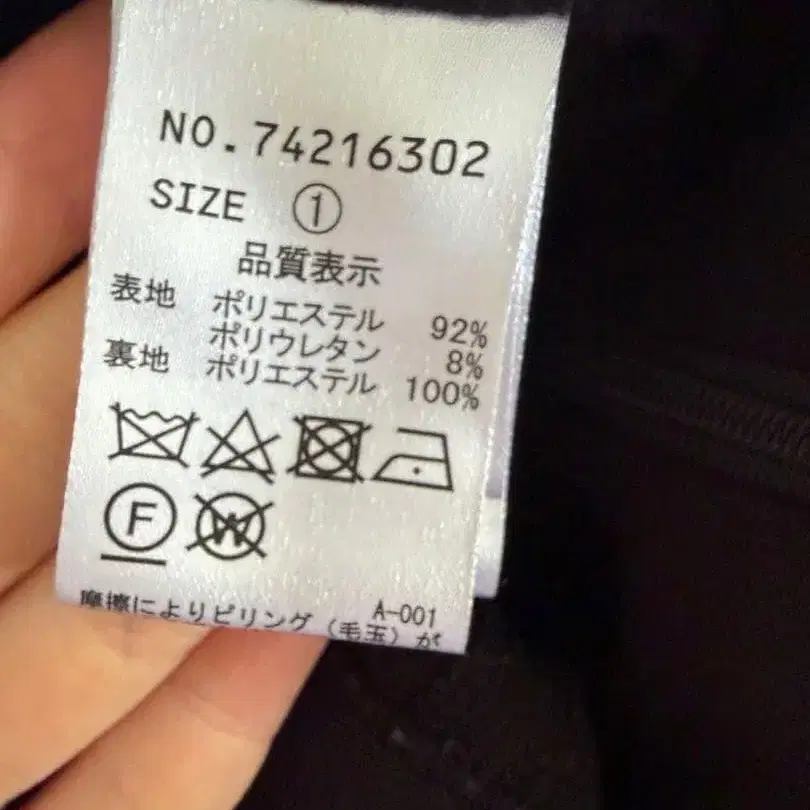 NO.74216302
SIZE ①
品質表示
表地 ポリエステル 92%
ポリウレタン 8%
裏地 ポリエステル 100%
F W
A-001
摩擦によりピリング(毛玉)が